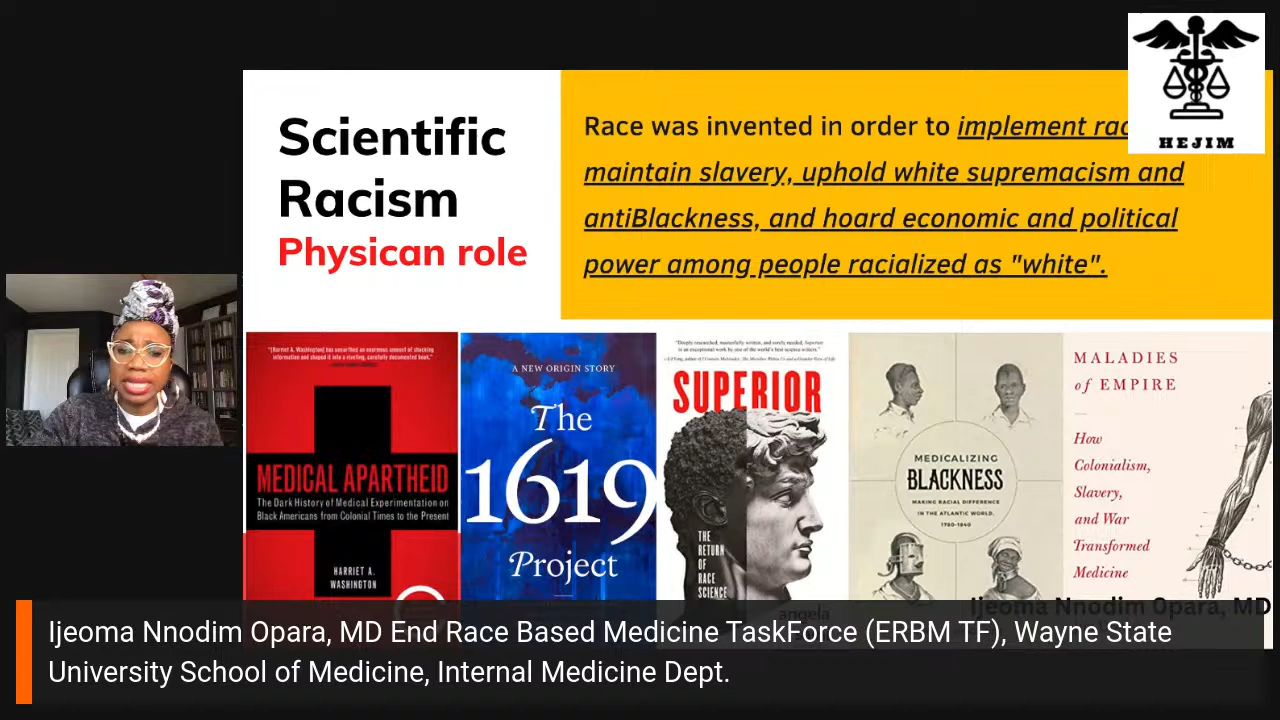 HEJIM
Scientific
Racism
Physican role
Race was invented in order to implement
maintain slavery, uphold white supremacism and
antiBlackness, and hoard economic and political
power among people racialized as "white".
"[Harriet A. Washington] has unearthed an enormous amount of shocking
information and shaped it into a riveting, carefully documented book."
MEDICAL APARTHEID
The Dark History of Medical Experimentation on
Black Americans from Colonial Times to the Present
HARRIET A.
WASHINGTON
A NEW ORIGIN STORY
The
1619
Project
"Deeply researched, masterfully written, and sorely needed, Superior
is an exceptional work by one of the world's best science writers."
SUPERIOR
THE
RETURN
OF
RACE
SCIENCE
angela
MEDICALIZING
BLACKNESS
MAKING RACIAL DIFFERENCE
IN THE ATLANTIC WORLD,
1780-1840
MALADIES
of EMPIRE
How
Colonialism,
Slavery,
and War
Transformed
Medicine
Ijeoma Nnodim Opara, MD
Ijeoma Nnodim Opara, MD End Race Based Medicine TaskForce (ERBM TF), Wayne State
University School of Medicine, Internal Medicine Dept.